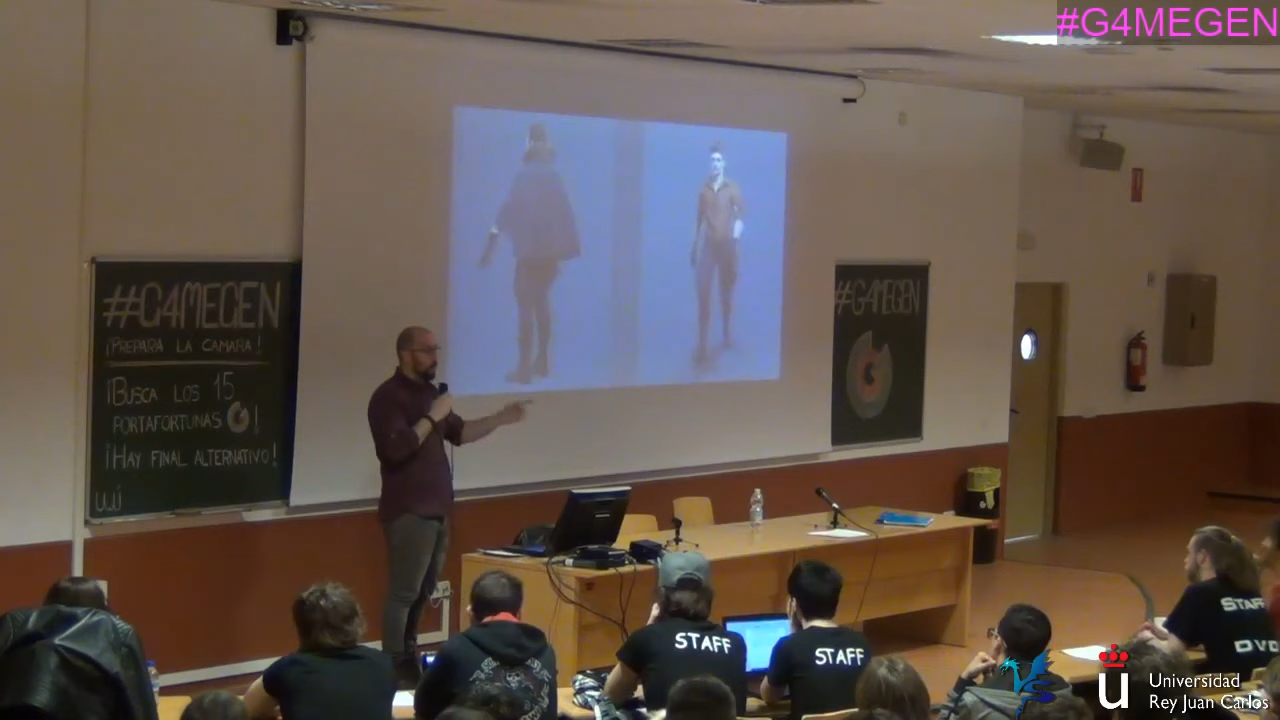 #G4MEGEN
#G4MEGEN
¡PREPARA LA CAMARA!
¡BUSCA LOS 15
PORTAFORTUNAS !
¡HAY FINAL ALTERNATIVO!
#G4MEGEN
STAFF
STAFF
STAFF
Universidad
Rey Juan Carlos